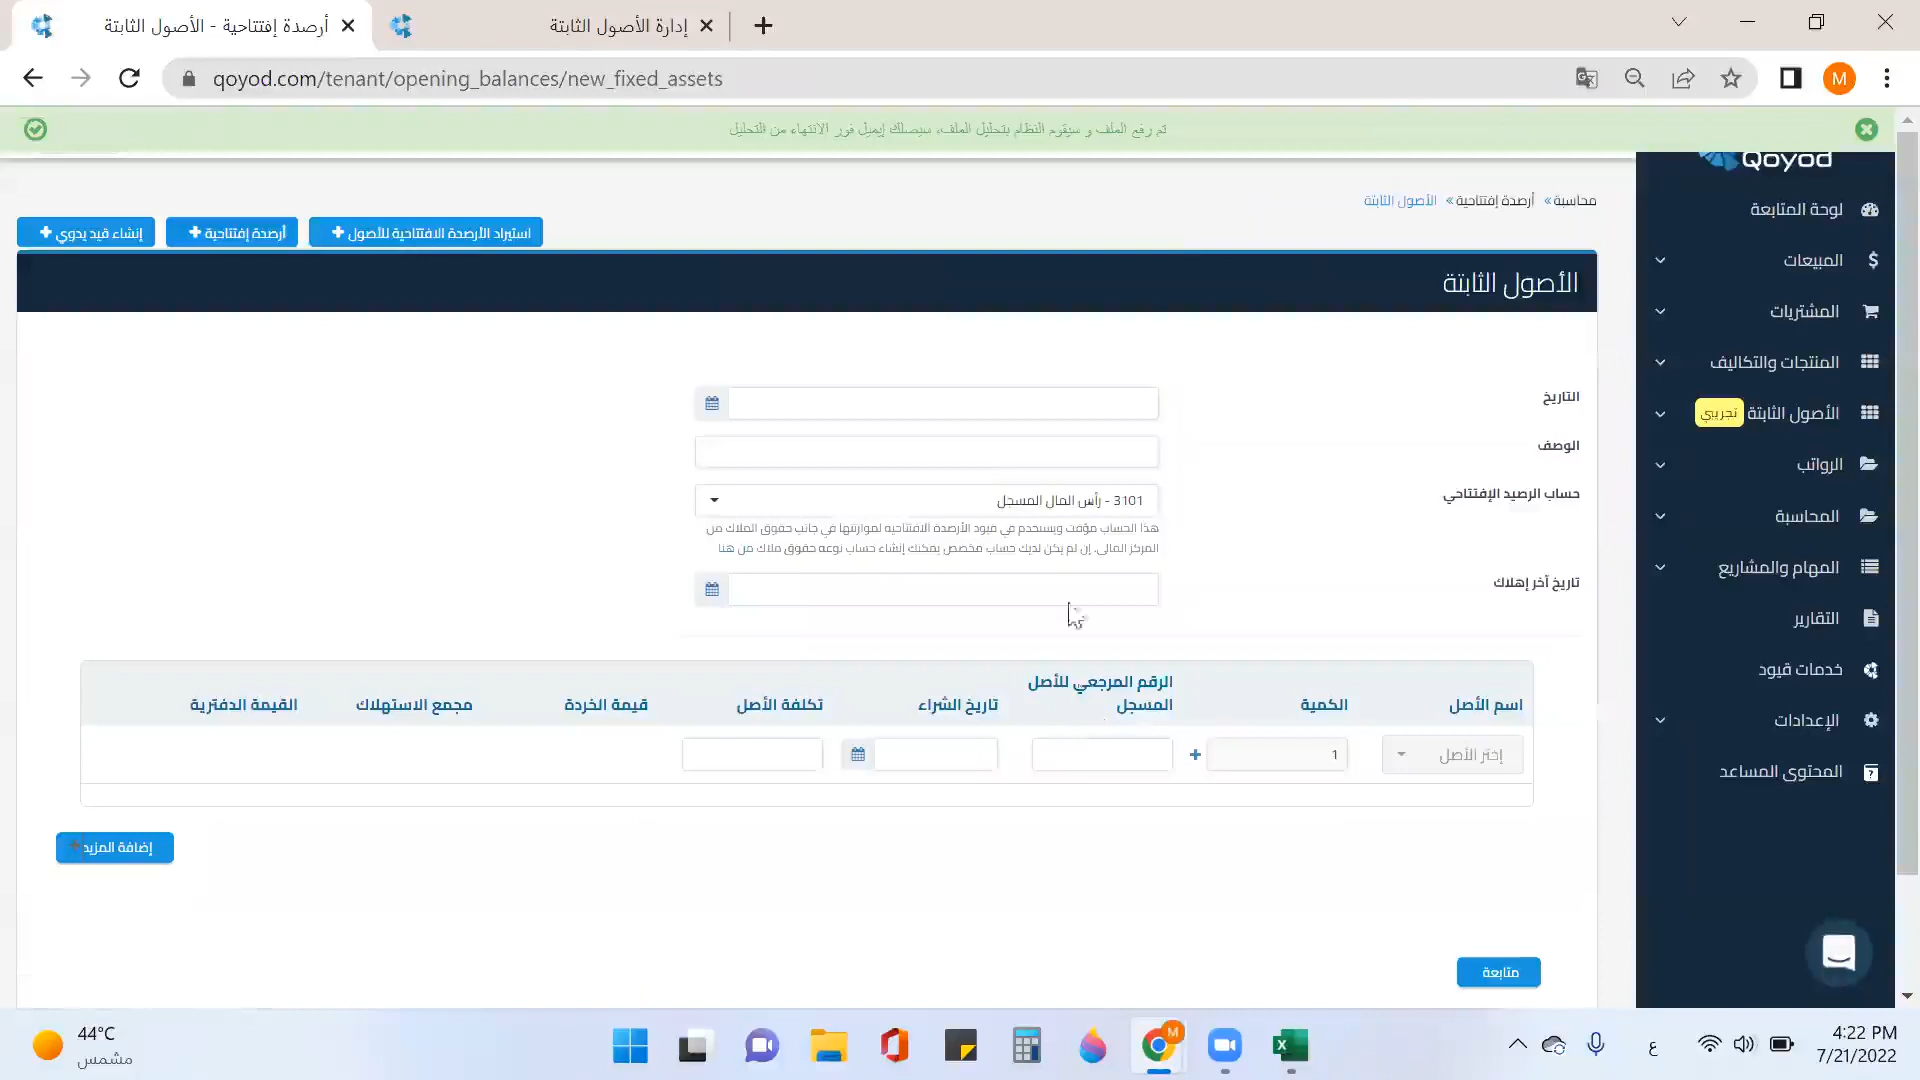 أرصدة إفتتاحية - الأصول الثابتة
إدارة الأصول الثابتة
qoyod.com/tenant/opening_balances/new_fixed_assets
M
تم رفع الملف و سيقوم النظام بتحليل الملف، سيصلك إيميل فور الانتهاء من التحليل
Qoyod
محاسبة » أرصدة إفتتاحية » الأصول الثابتة
استيراد الأرصدة الافتتاحية للأصول
أرصدة إفتتاحية
إنشاء قيد يدوي
الأصول الثابتة
التاريخ
الوصف
حساب الرصيد الإفتتاحي
3101 - رأس المال المسجل
هذا الحساب مؤقت ويستخدم في قيود الأرصدة الافتتاحية لموازنتها في جانب حقوق الملاك من
المركز المالي. إن لم يكن لديك حساب مخصص يمكنك إنشاء حساب نوعه حقوق ملاك من هنا
تاريخ آخر إهلاك
اسم الأصل
الكمية
الرقم المرجعي للأصل
المسجل
تاريخ الشراء
تكلفة الأصل
قيمة الخردة
مجمع الاستهلاك
القيمة الدفترية
إختر الأصل
1
إضافة المزيد
متابعة
لوحة المتابعة
المبيعات
المشتريات
المنتجات والتكاليف
الأصول الثابتة تجريبي
الرواتب
المحاسبة
المهام والمشاريع
التقارير
خدمات قيود
الإعدادات
المحتوى المساعد
44°C
مشمس
M
ع
4:22 PM
7/21/2022